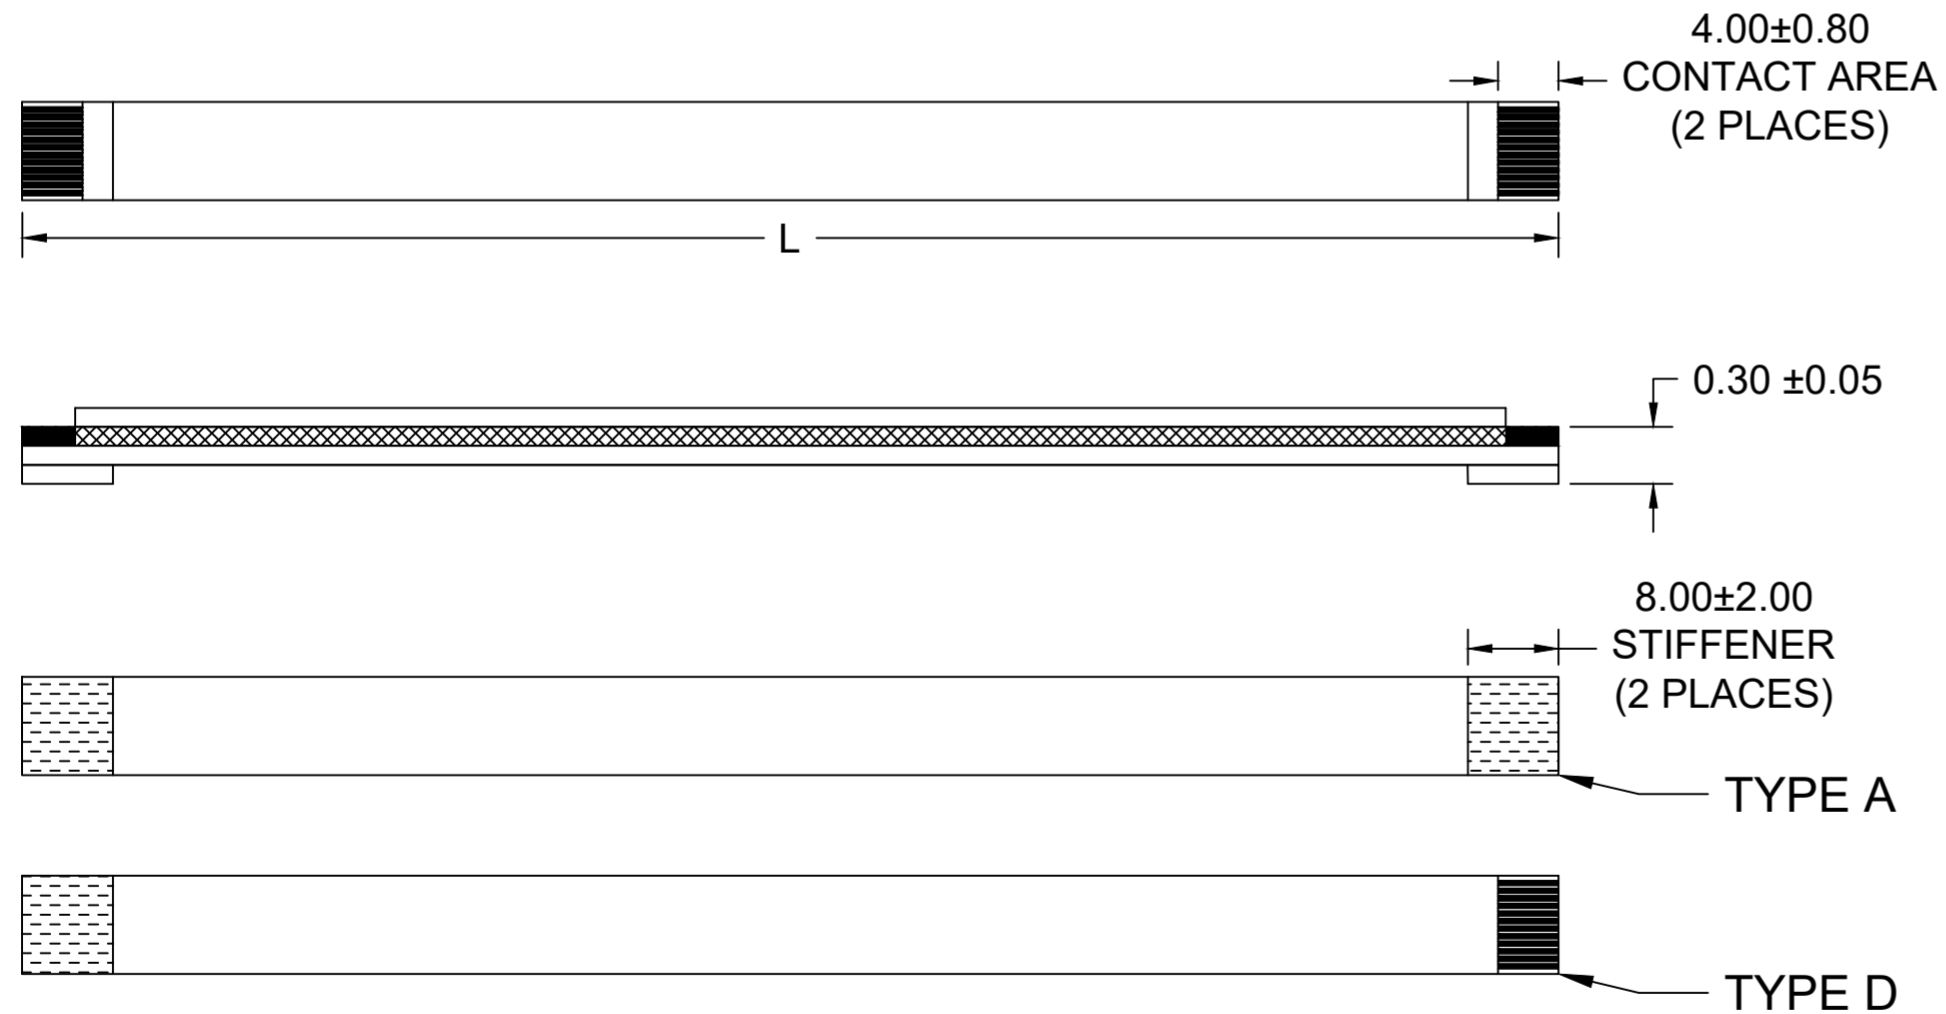 4.00±0.80
CONTACT AREA
(2 PLACES)
L
0.30 ±0.05
8.00±2.00
STIFFENER
(2 PLACES)
TYPE A
TYPE D